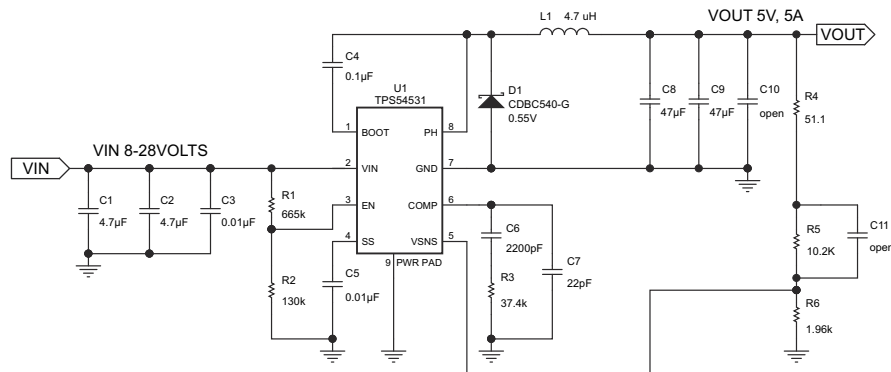 L1 4.7 uH
VOUT 5V, 5A
VOUT
C4
0.1µF
U1
TPS54531
D1
CDBC540-G
0.55V
C8
47µF
C9
47µF
C10
open
R4
51.1
1 BOOT PH 8
VIN 8-28VOLTS
VIN
2 VIN GND 7
C1
4.7µF
C2
4.7µF
C3
0.01µF
R1
665k
3 EN COMP 6
4 SS VSNS 5
9 PWR PAD
C6
2200pF
C7
22pF
R5
10.2K
C11
open
R2
130k
C5
0.01µF
R3
37.4k
R6
1.96k